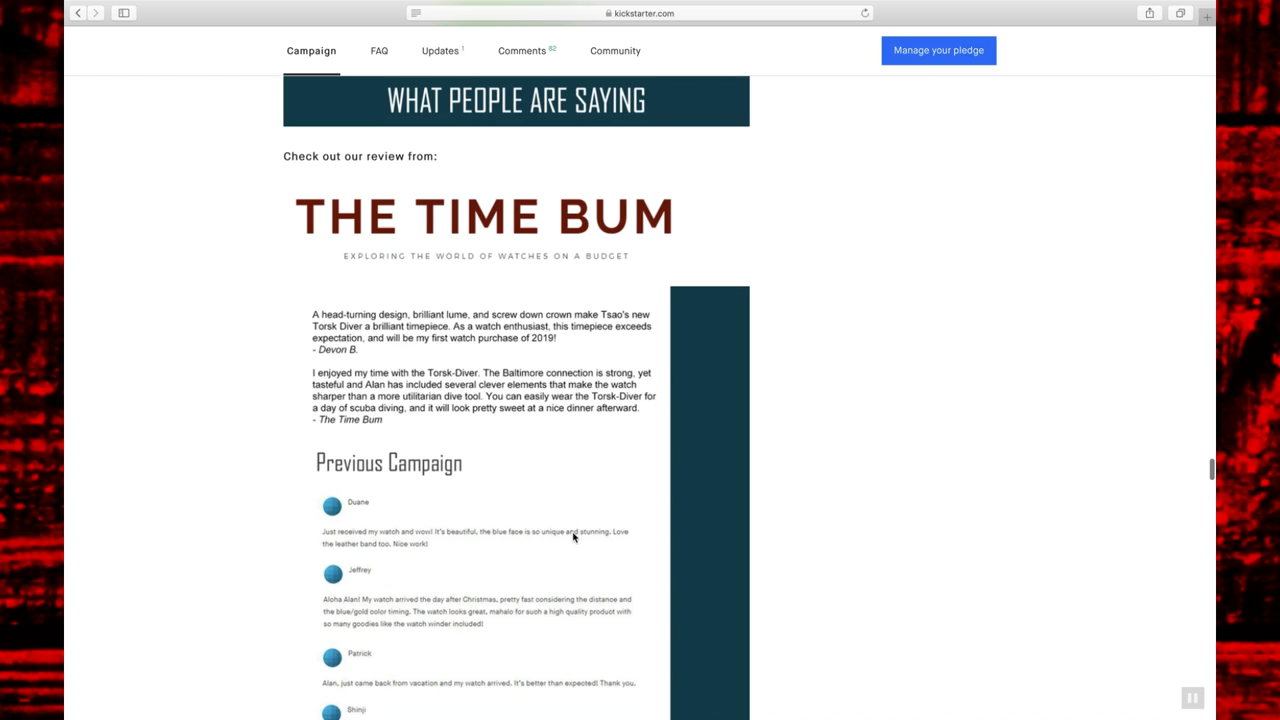 kickstarter.com
Campaign FAQ Updates 1 Comments 82 Community Manage your pledge
WHAT PEOPLE ARE SAYING
Check out our review from:
THE TIME BUM
EXPLORING THE WORLD OF WATCHES ON A BUDGET
A head-turning design, brilliant lume, and screw down crown make Tsao's new
Torsk Diver a brilliant timepiece. As a watch enthusiast, this timepiece exceeds
expectation, and will be my first watch purchase of 2019!
- Devon B.
I enjoyed my time with the Torsk-Diver. The Baltimore connection is strong, yet
tasteful and Alan has included several clever elements that make the watch
sharper than a more utilitarian dive tool. You can easily wear the Torsk-Diver for
a day of scuba diving, and it will look pretty sweet at a nice dinner afterward.
- The Time Bum
Previous Campaign
Duane
Just received my watch and wow! It's beautiful, the blue face is so unique and stunning. Love
the leather band too. Nice work!
Jeffrey
Aloha Alan! My watch arrived the day after Christmas, pretty fast considering the distance and
the blue/gold color timing. The watch looks great, mahalo for such a high quality product with
so many goodies like the watch winder included!
Patrick
Alan, just came back from vacation and my watch arrived. It's better than expected! Thank you.
Shinji